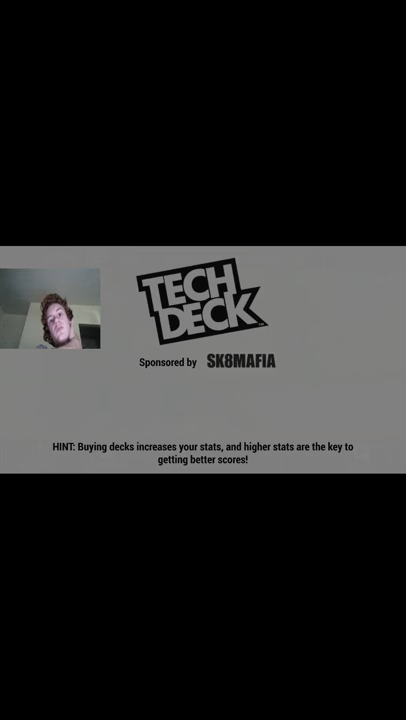 TECH
DECK
Sponsored by SK8MAFIA
HINT: Buying decks increases your stats, and higher stats are the key to
getting better scores!